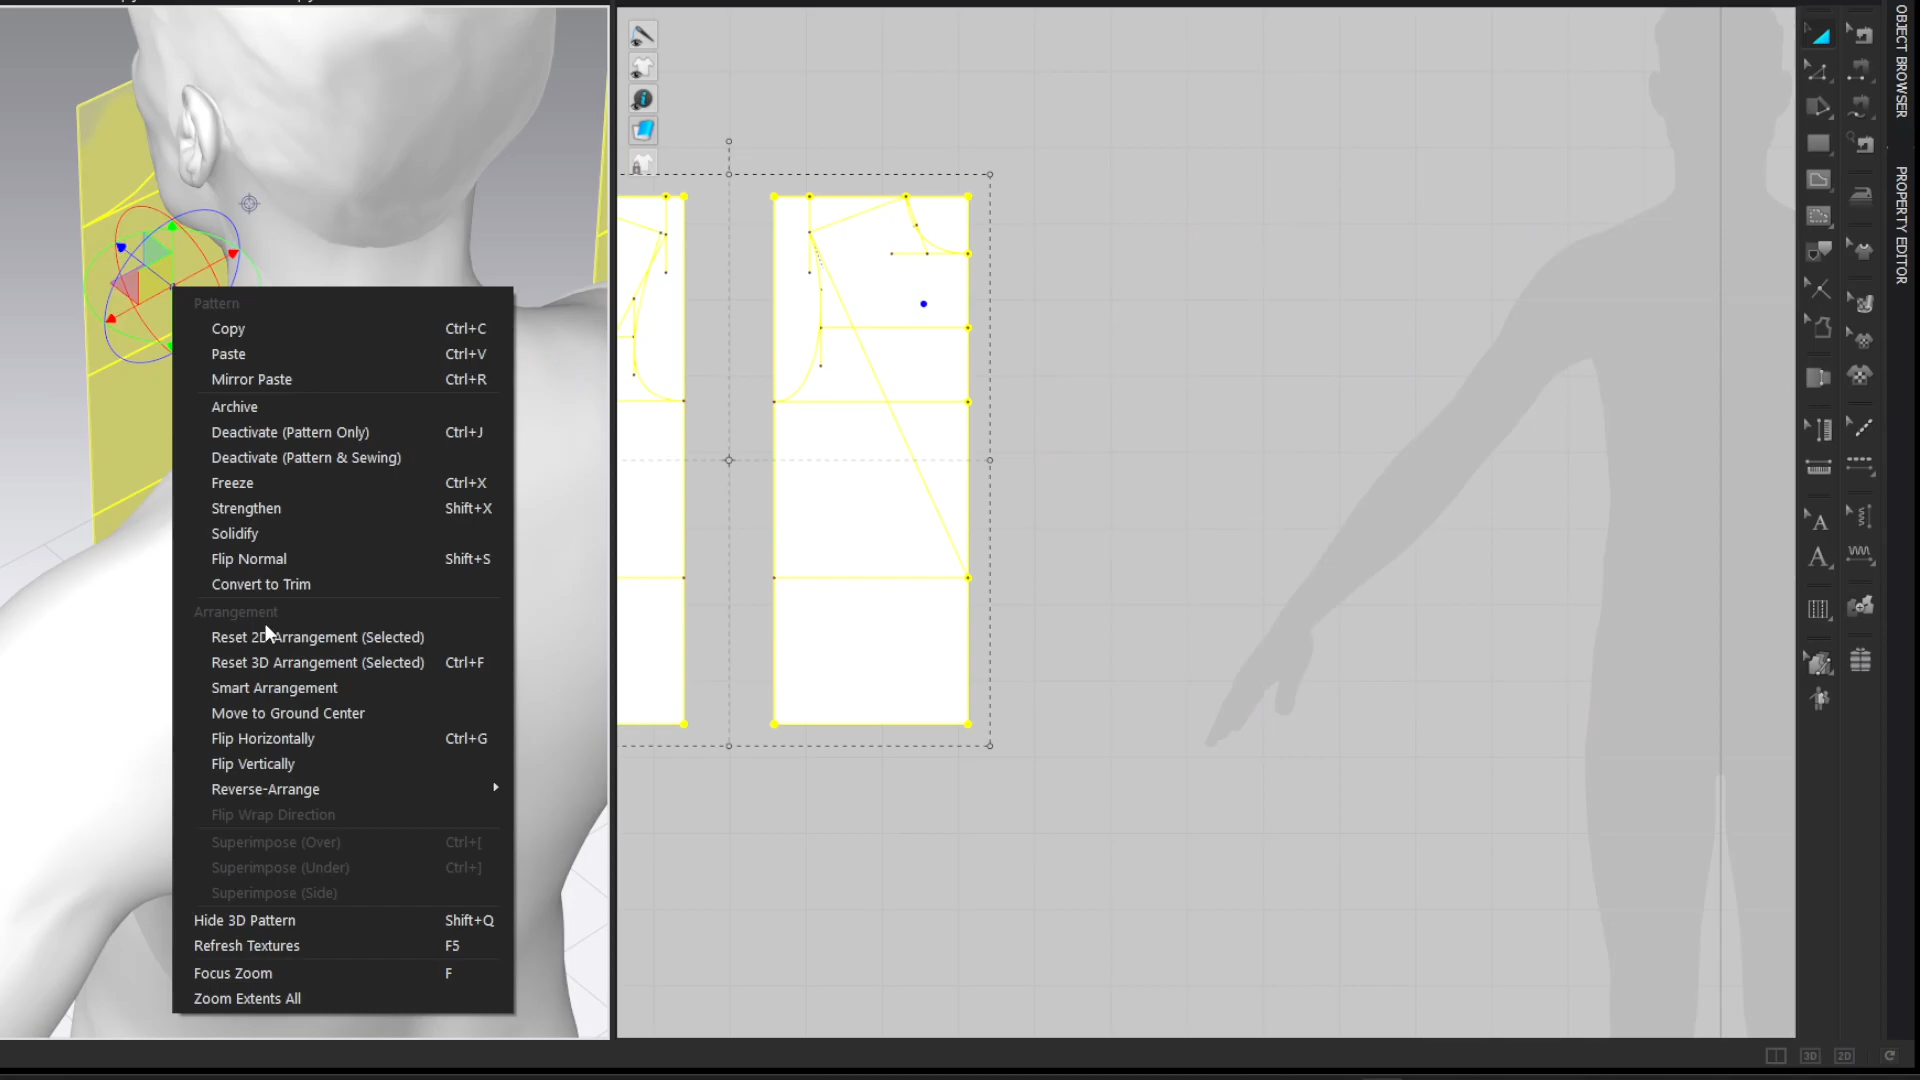 Pattern
Copy Ctrl+C
Paste Ctrl+V
Mirror Paste Ctrl+R
Archive
Deactivate (Pattern Only) Ctrl+J
Deactivate (Pattern & Sewing)
Freeze Ctrl+X
Strengthen Shift+X
Solidify
Flip Normal Shift+S
Convert to Trim
Arrangement
Reset 2D Arrangement (Selected)
Reset 3D Arrangement (Selected) Ctrl+F
Smart Arrangement
Move to Ground Center
Flip Horizontally Ctrl+G
Flip Vertically
Reverse-Arrange
Flip Wrap Direction
Superimpose (Over) Ctrl+[
Superimpose (Under) Ctrl+]
Superimpose (Side)
Hide 3D Pattern Shift+Q
Refresh Textures F5
Focus Zoom F
Zoom Extents All
OBJECT BROWSER
PROPERTY EDITOR
A
A
3D
2D